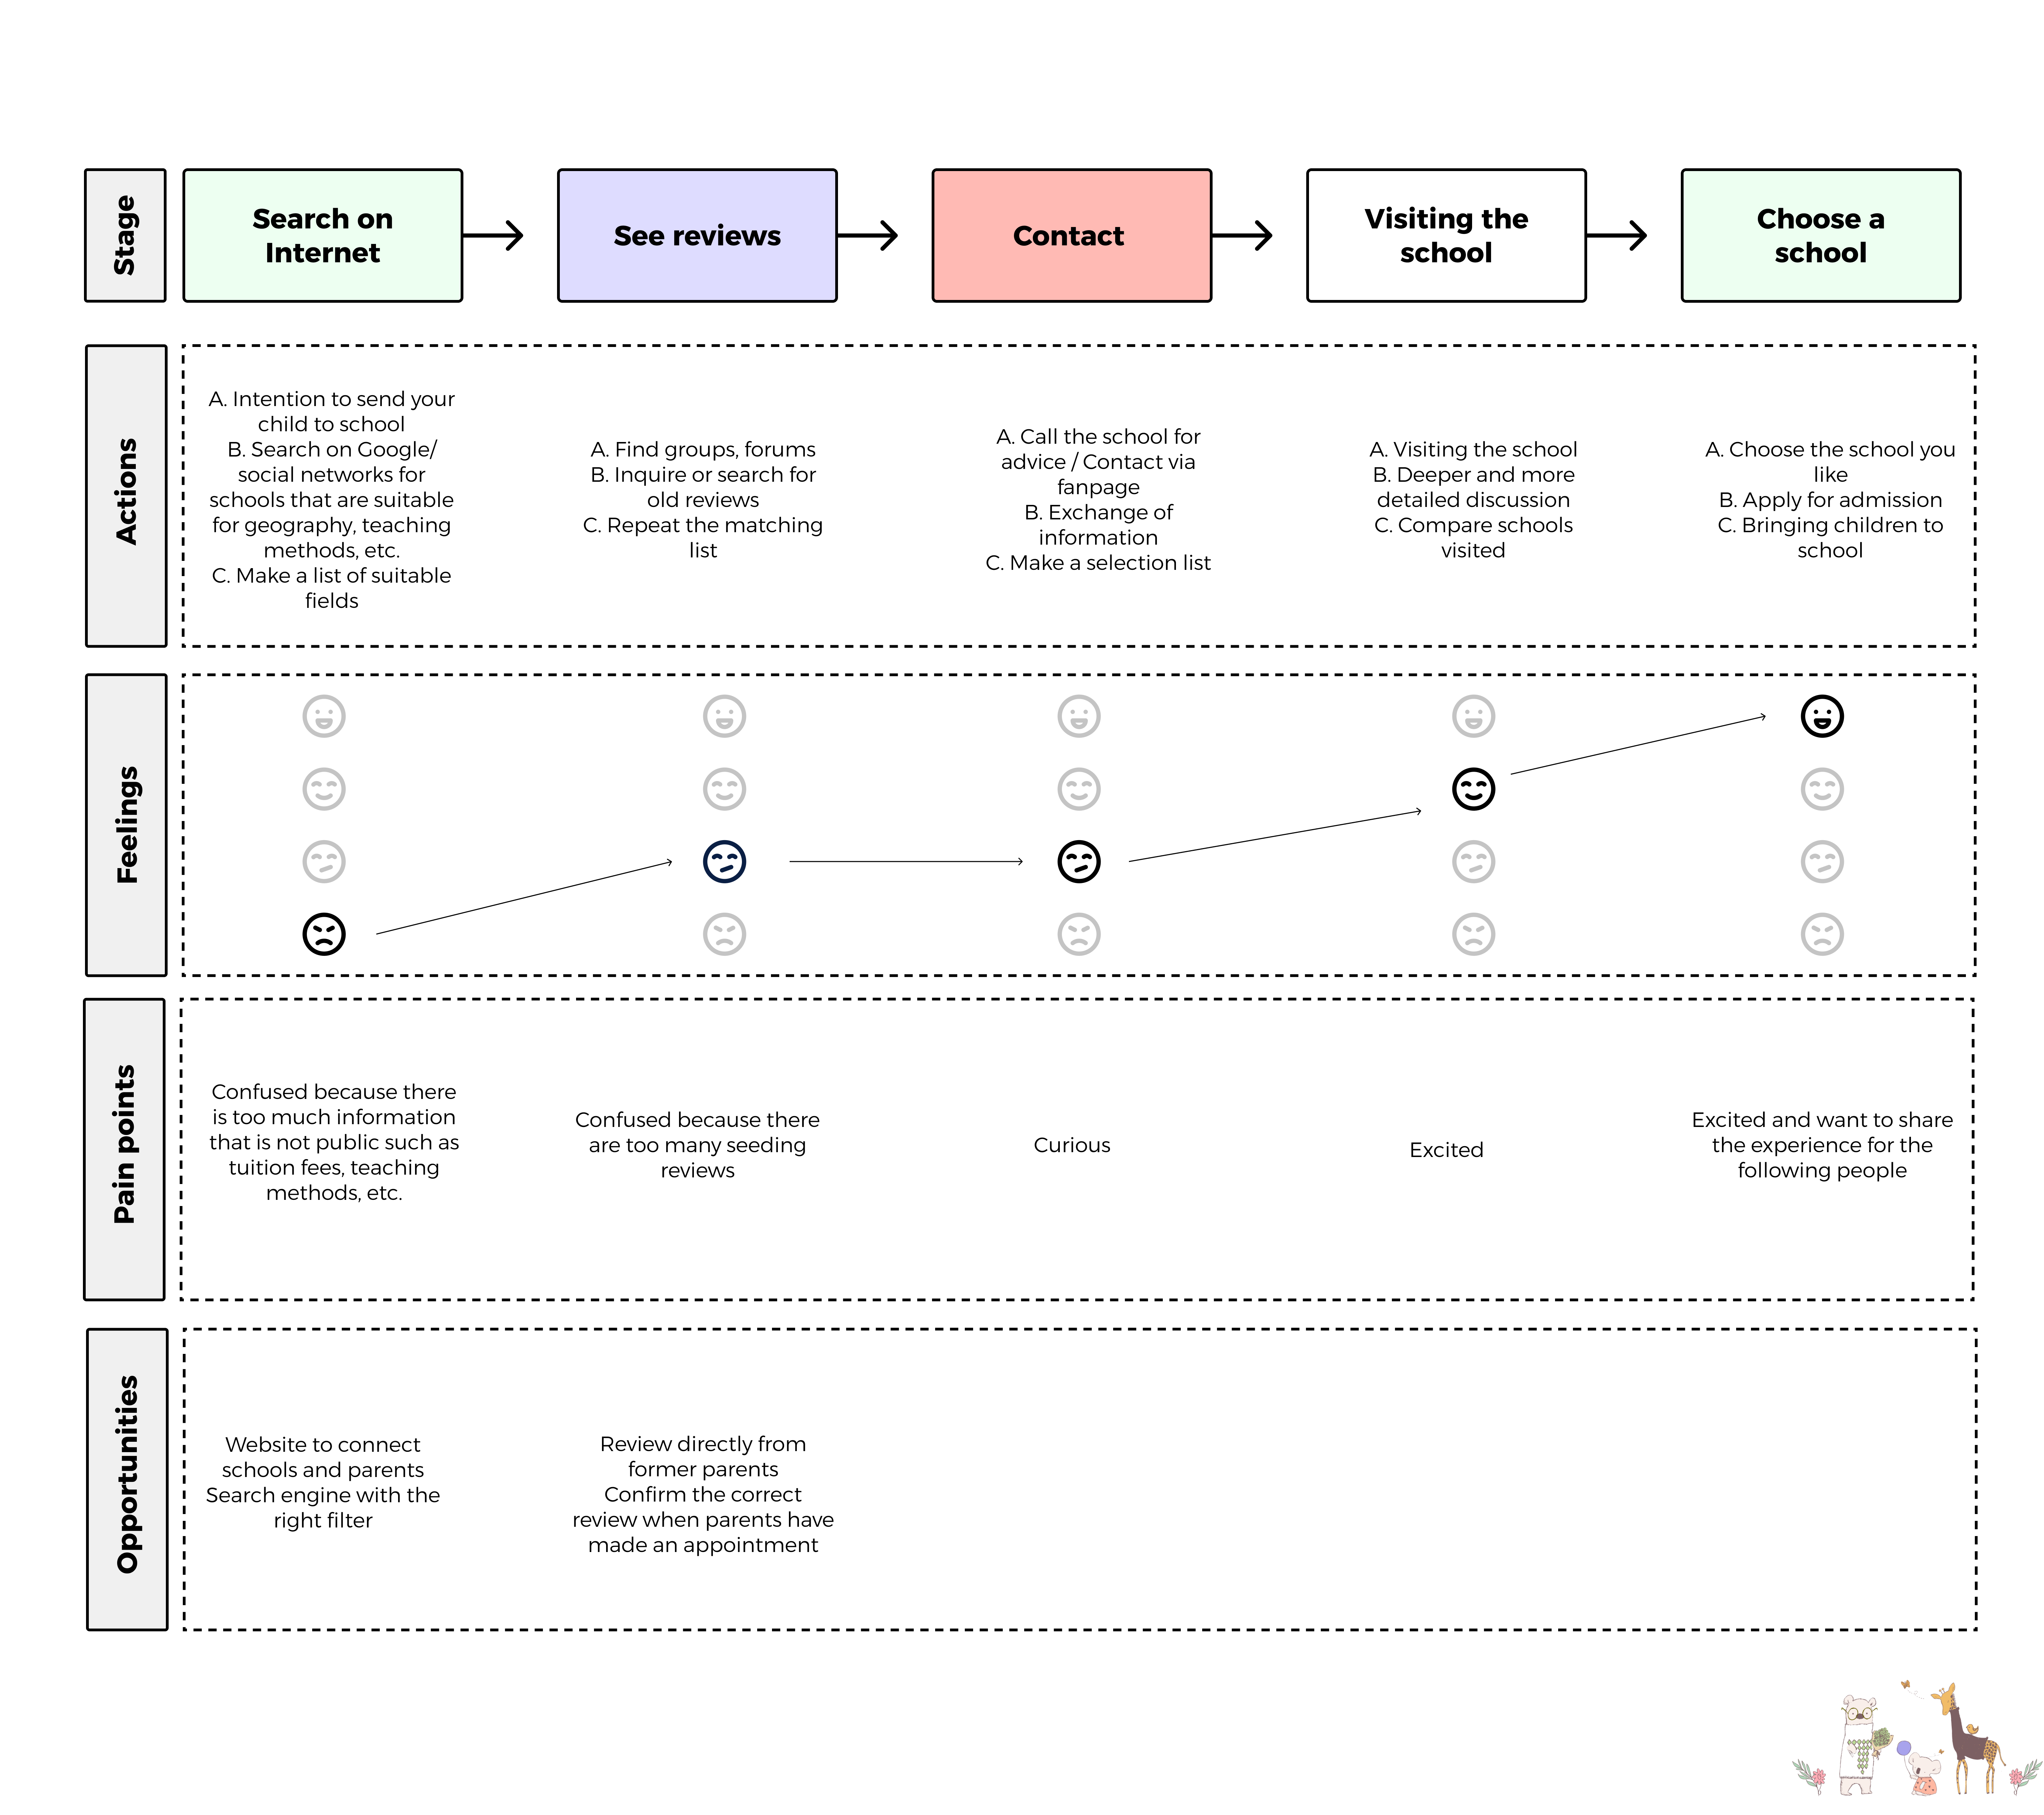 Stage
Search on
Internet
See reviews
Contact
Visiting the
school
Choose a
school
Actions
A. Intention to send your
child to school
B. Search on Google/
social networks for
schools that are suitable
for geography, teaching
methods, etc.
C. Make a list of suitable
fields
A. Find groups, forums
B. Inquire or search for
old reviews
C. Repeat the matching
list
A. Call the school for
advice / Contact via
fanpage
B. Exchange of
information
C. Make a selection list
A. Visiting the school
B. Deeper and more
detailed discussion
C. Compare schools
visited
A. Choose the school you
like
B. Apply for admission
C. Bringing children to
school
Feelings
Pain points
Confused because there
is too much information
that is not public such as
tuition fees, teaching
methods, etc.
Confused because there
are too many seeding
reviews
Curious
Excited
Excited and want to share
the experience for the
following people
Opportunities
Website to connect
schools and parents
Search engine with the
right filter
Review directly from
former parents
Confirm the correct
review when parents have
made an appointment